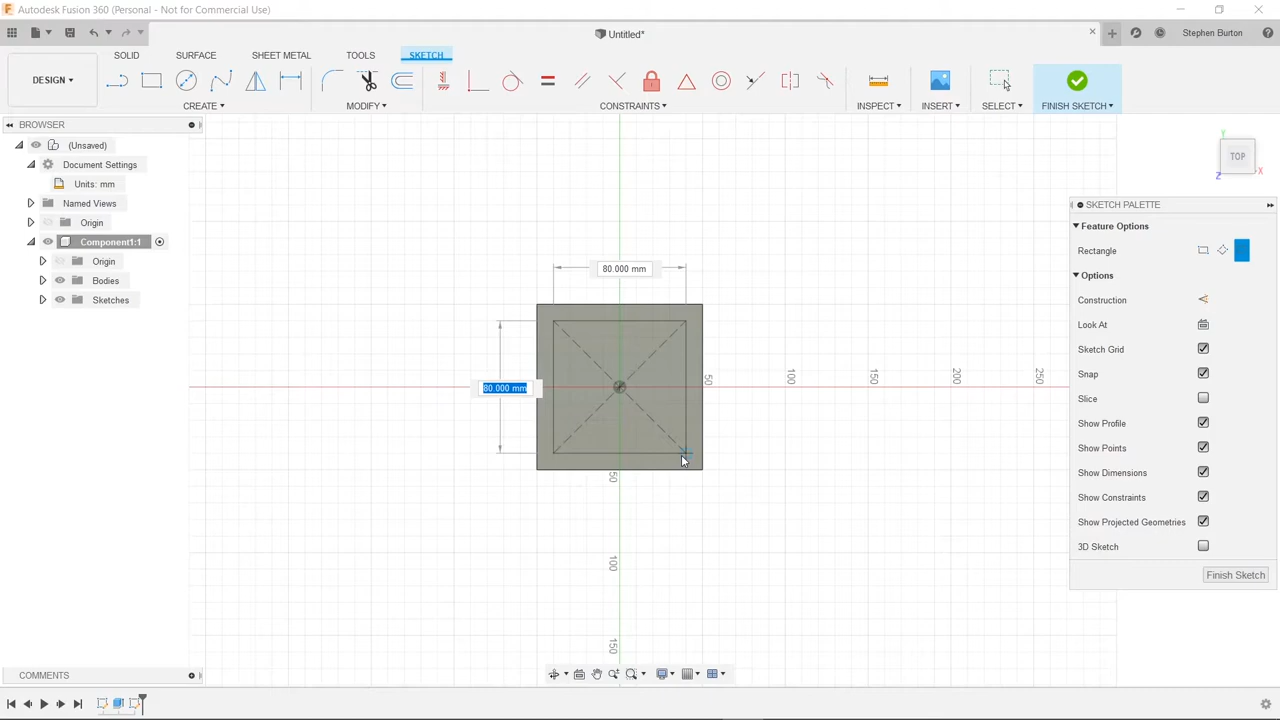 Autodesk Fusion 360 (Personal - Not for Commercial Use)
Untitled*
Stephen Burton
DESIGN
SOLID
SURFACE
SHEET METAL
TOOLS
SKETCH
CREATE
MODIFY
CONSTRAINTS
INSPECT
INSERT
SELECT
FINISH SKETCH
BROWSER
(Unsaved)
Document Settings
Units: mm
Named Views
Origin
Component1:1
Origin
Bodies
Sketches
TOP
Y
X
Z
80.000 mm
80.000 mm
50
100
150
200
250
50
100
150
SKETCH PALETTE
Feature Options
Rectangle
Options
Construction
Look At
Sketch Grid
Snap
Slice
Show Profile
Show Points
Show Dimensions
Show Constraints
Show Projected Geometries
3D Sketch
Finish Sketch
COMMENTS